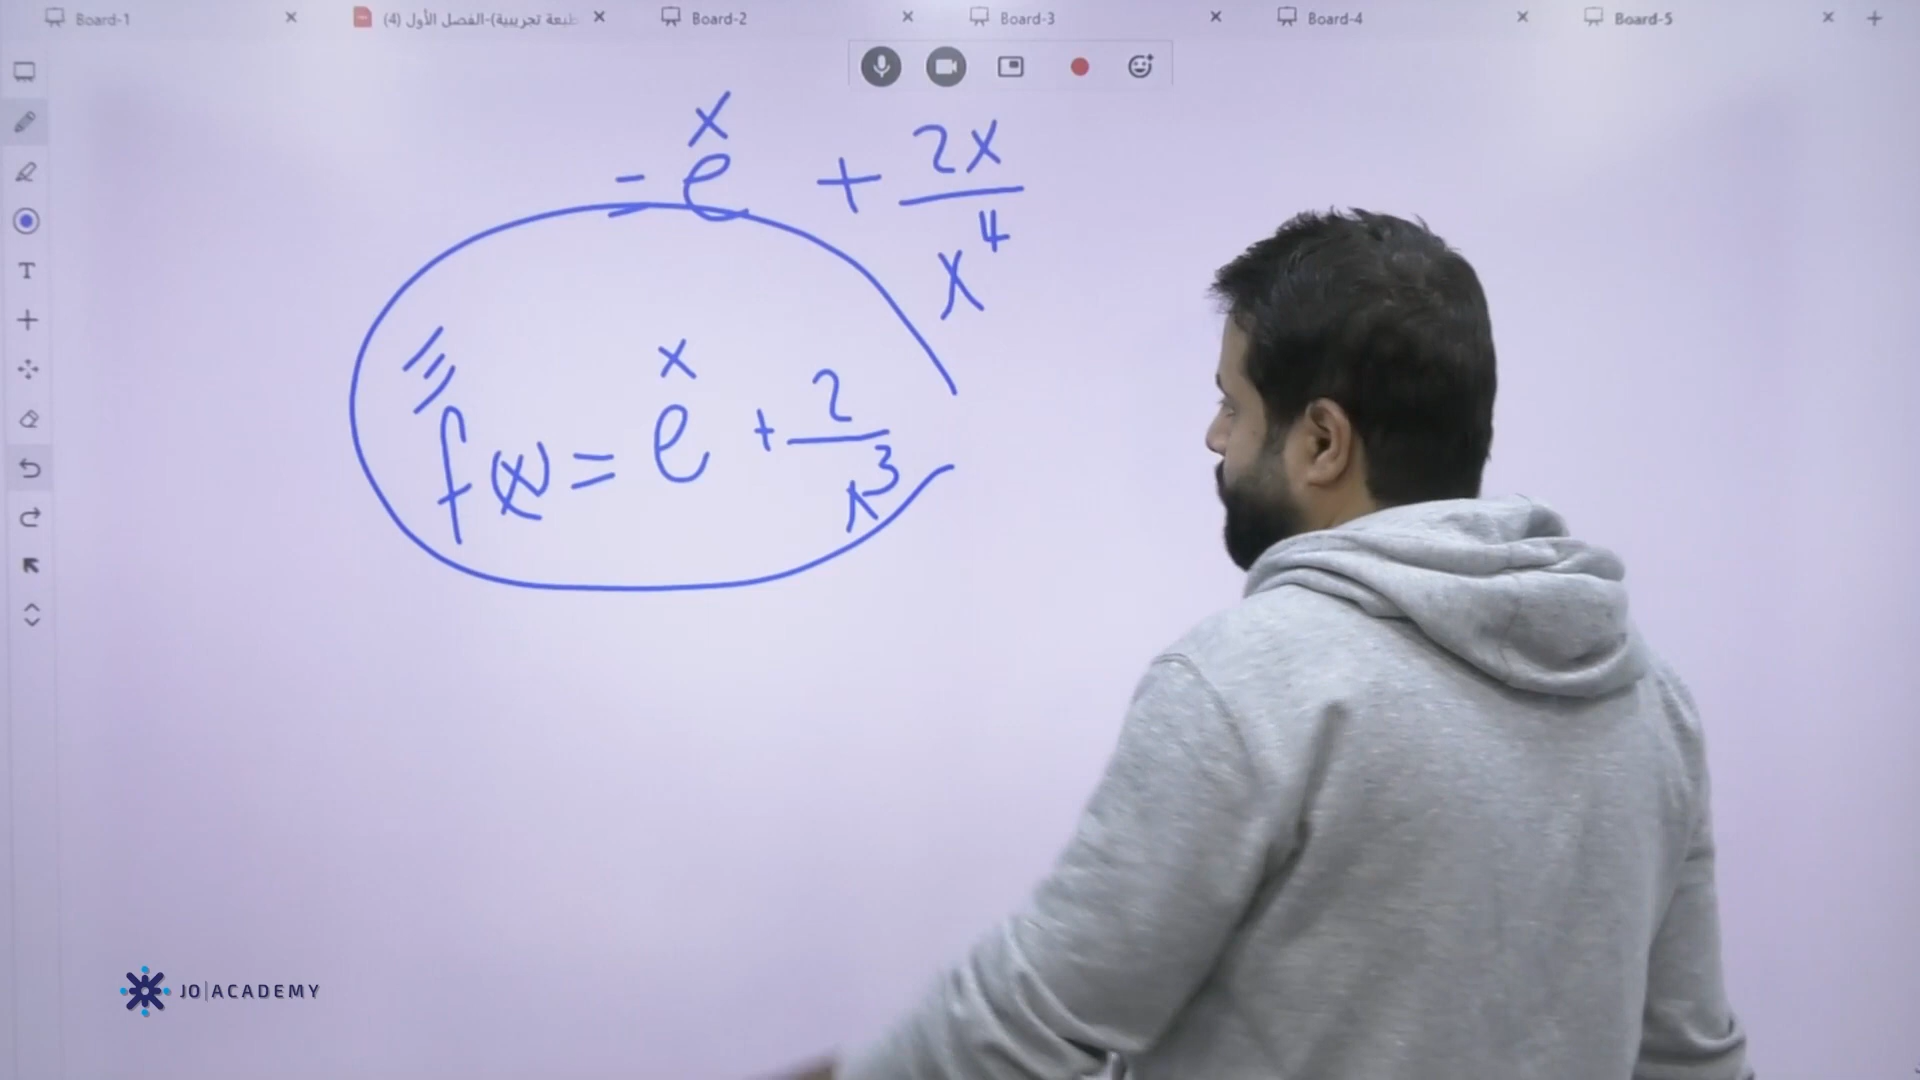 Board-1
(4) طبعة تجريبية)-الفصل الأول
Board-2
Board-3
Board-4
Board-5
= e^x + 2x/x^4
f'''(x) = e^x + 2/x^3
T
JO|ACADEMY